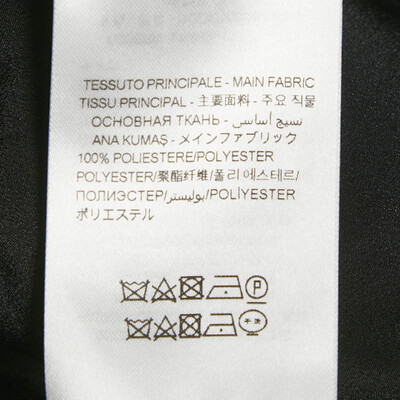 TESSUTO PRINCIPALE - MAIN FABRIC
TISSU PRINCIPAL - 主要面料 - 주요 직물
ОСНОВНАЯ ТКАНЬ - نسيج أساسي
ANA KUMAŞ - メインファブリック
100% POLIESTERE/POLYESTER
POLYESTER/聚酯纤维/폴리에스테르/
ПОЛИЭСТЕР/بوليستر/POLİYESTER
ポリエステル
P